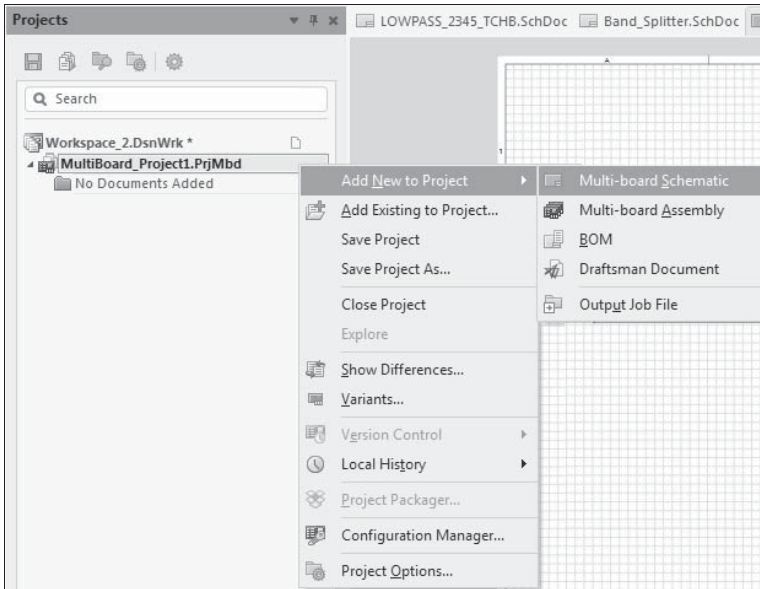 Projects
LOWPASS_2345_TCHB.SchDoc
Band_Splitter.SchDoc
Search
A
Workspace_2.DsnWrk *
1
MultiBoard_Project1.PrjMbd
No Documents Added
Add New to Project
Add Existing to Project...
Save Project
Save Project As...
Close Project
Explore
Show Differences...
Variants...
Version Control
Local History
Project Packager...
Configuration Manager...
Project Options...
Multi-board Schematic
Multi-board Assembly
BOM
Draftsman Document
Output Job File